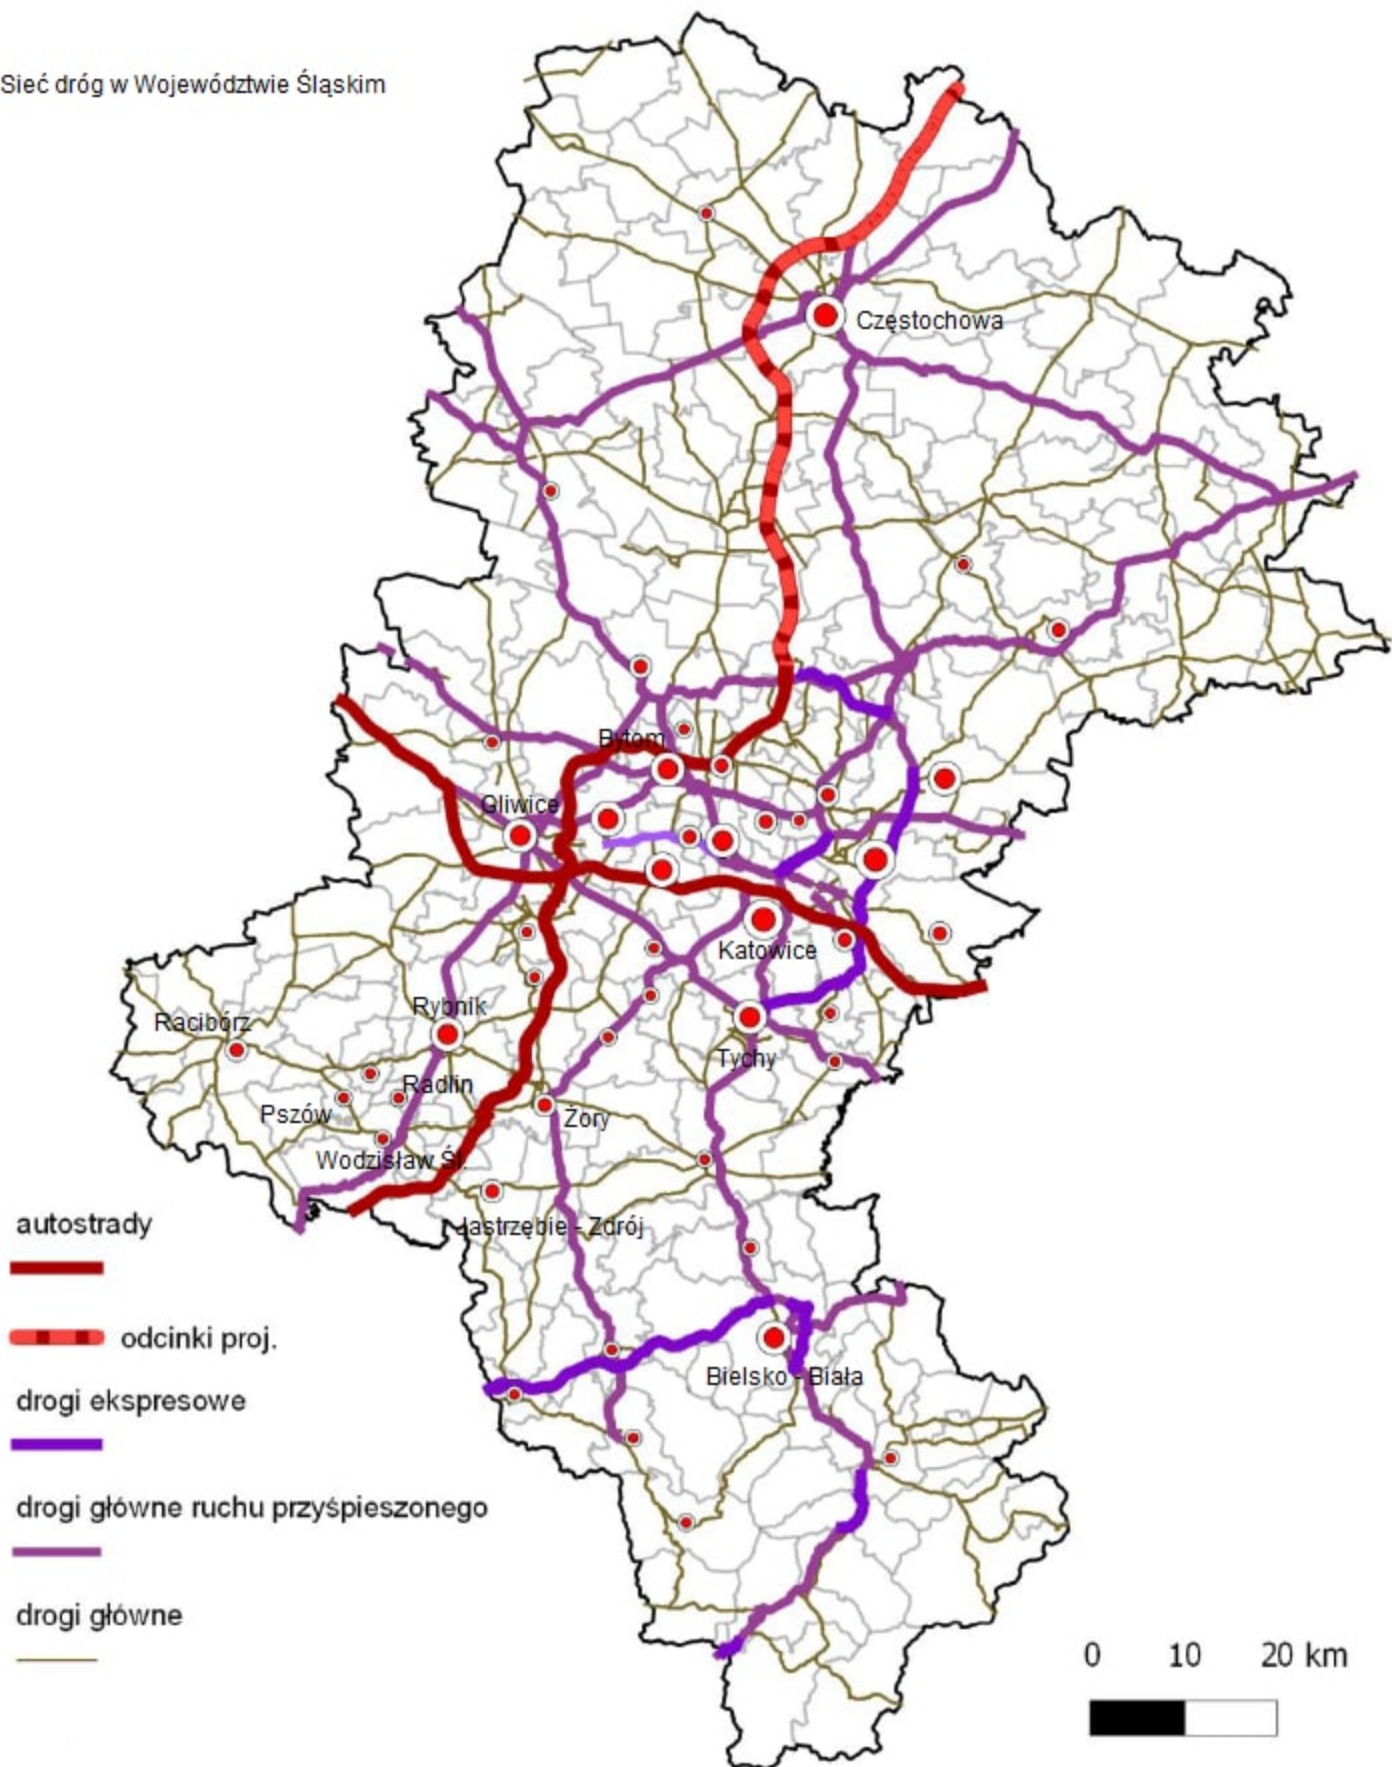 Sieć dróg w Województwie Śląskim
Częstochowa
Bytom
Gliwice
Katowice
Rybnik
Racibórz
Tychy
Radlin
Pszów
Żory
Wodzisław Śl.
Jastrzębie - Zdrój
Bielsko - Biała
autostrady
odcinki proj.
drogi ekspresowe
drogi główne ruchu przyśpieszonego
drogi główne
0 10 20 km